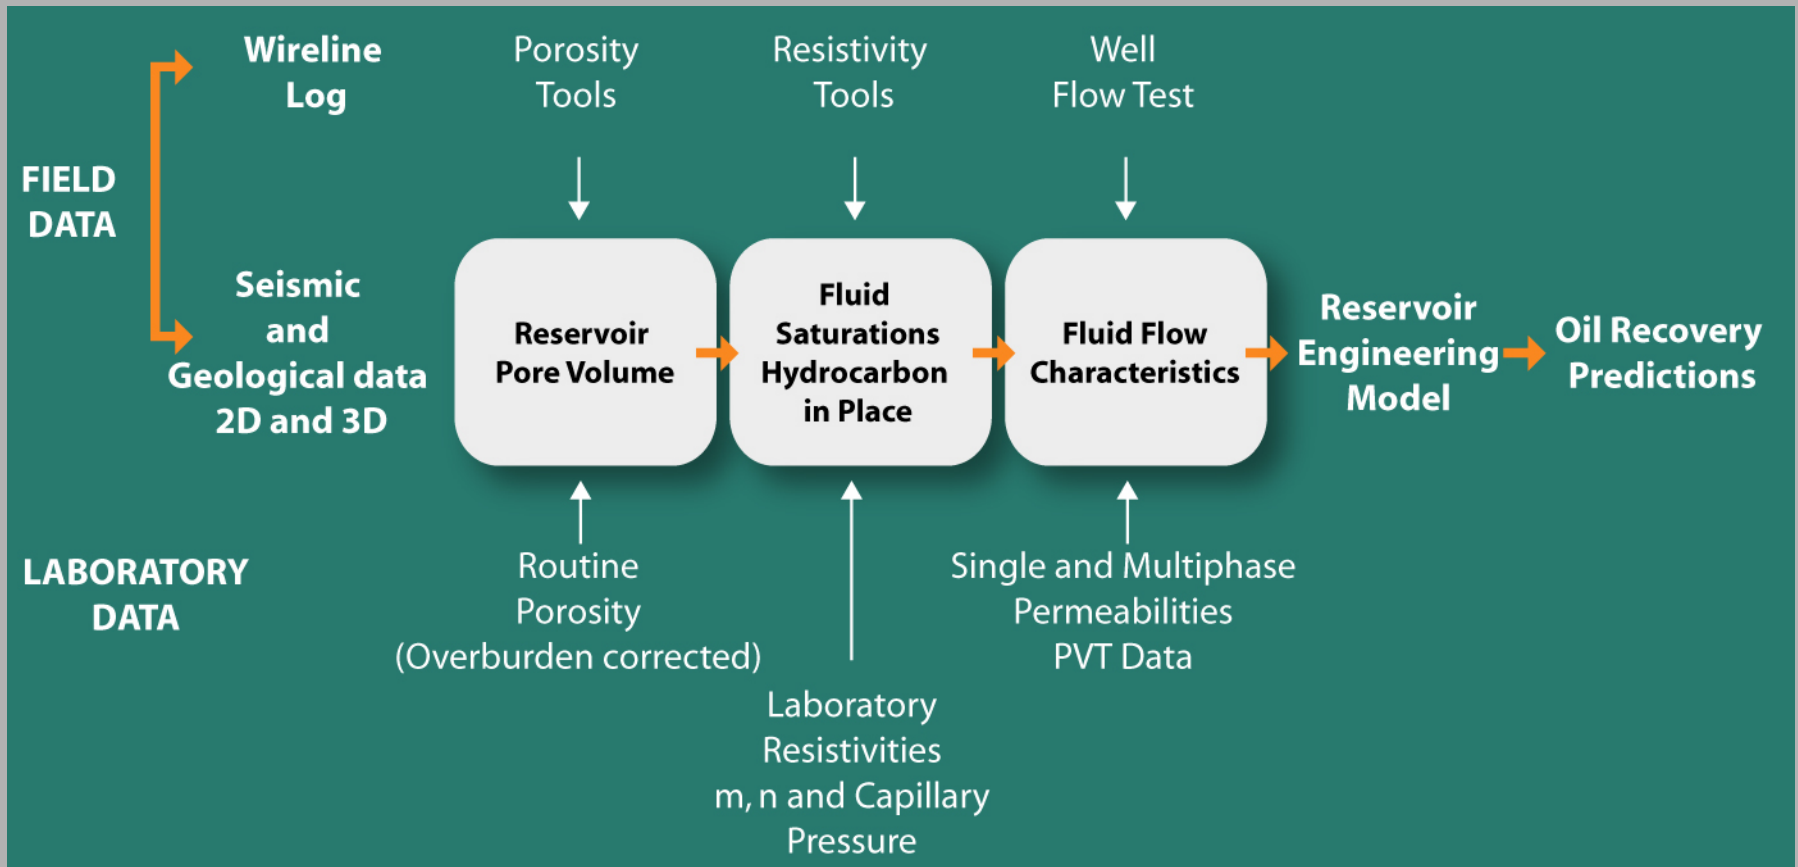 Wireline
Log
Porosity
Tools
Resistivity
Tools
Well
Flow Test
FIELD
DATA
Seismic
and
Geological data
2D and 3D
Reservoir
Pore Volume
Fluid
Saturations
Hydrocarbon
in Place
Fluid Flow
Characteristics
Reservoir
Engineering
Model
Oil Recovery
Predictions
LABORATORY
DATA
Routine
Porosity
(Overburden corrected)
Laboratory
Resistivities
m, n and Capillary
Pressure
Single and Multiphase
Permeabilities
PVT Data